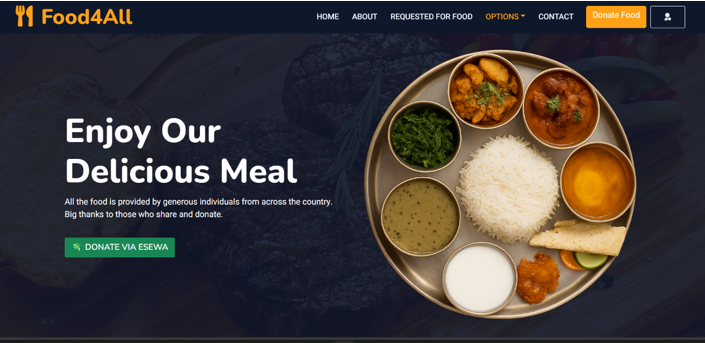 Food4All
HOME ABOUT REQUESTED FOR FOOD OPTIONS CONTACT Donate Food
Enjoy Our
Delicious Meal
All the food is provided by generous individuals from across the country.
Big thanks to those who share and donate.
DONATE VIA ESEWA